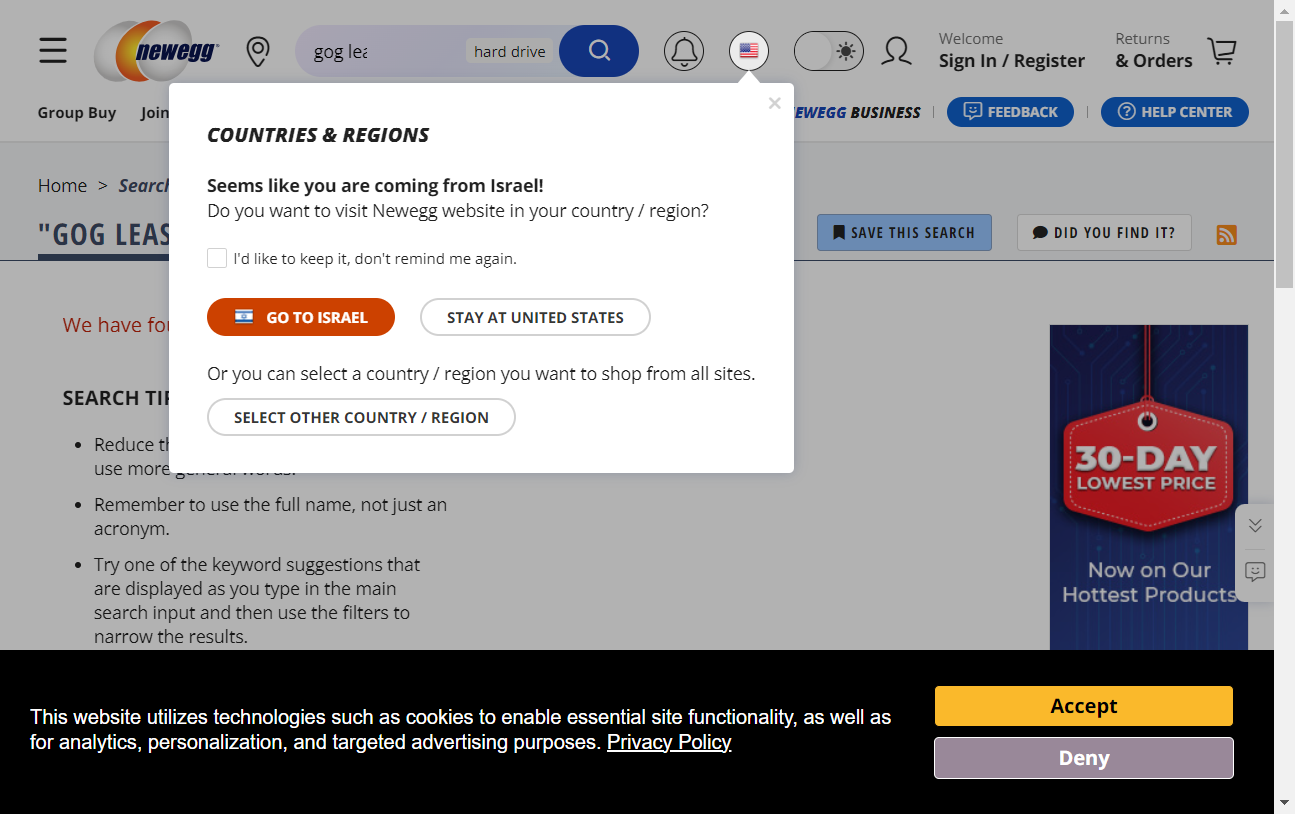 newegg
gog lea
hard drive
Welcome
Sign In / Register
Returns
& Orders
Group Buy
Join
NEWEGG BUSINESS
FEEDBACK
HELP CENTER
COUNTRIES & REGIONS
Seems like you are coming from Israel!
Do you want to visit Newegg website in your country / region?
I'd like to keep it, don't remind me again.
GO TO ISRAEL
STAY AT UNITED STATES
Or you can select a country / region you want to shop from all sites.
SELECT OTHER COUNTRY / REGION
Home > Search
"GOG LEAS
SAVE THIS SEARCH
DID YOU FIND IT?
We have fo
SEARCH TI
Reduce
use more general words.
Remember to use the full name, not just an
acronym.
Try one of the keyword suggestions that
are displayed as you type in the main
search input and then use the filters to
narrow the results.
30-DAY
LOWEST PRICE
Now on Our
Hottest Products
This website utilizes technologies such as cookies to enable essential site functionality, as well as
for analytics, personalization, and targeted advertising purposes. Privacy Policy
Accept
Deny